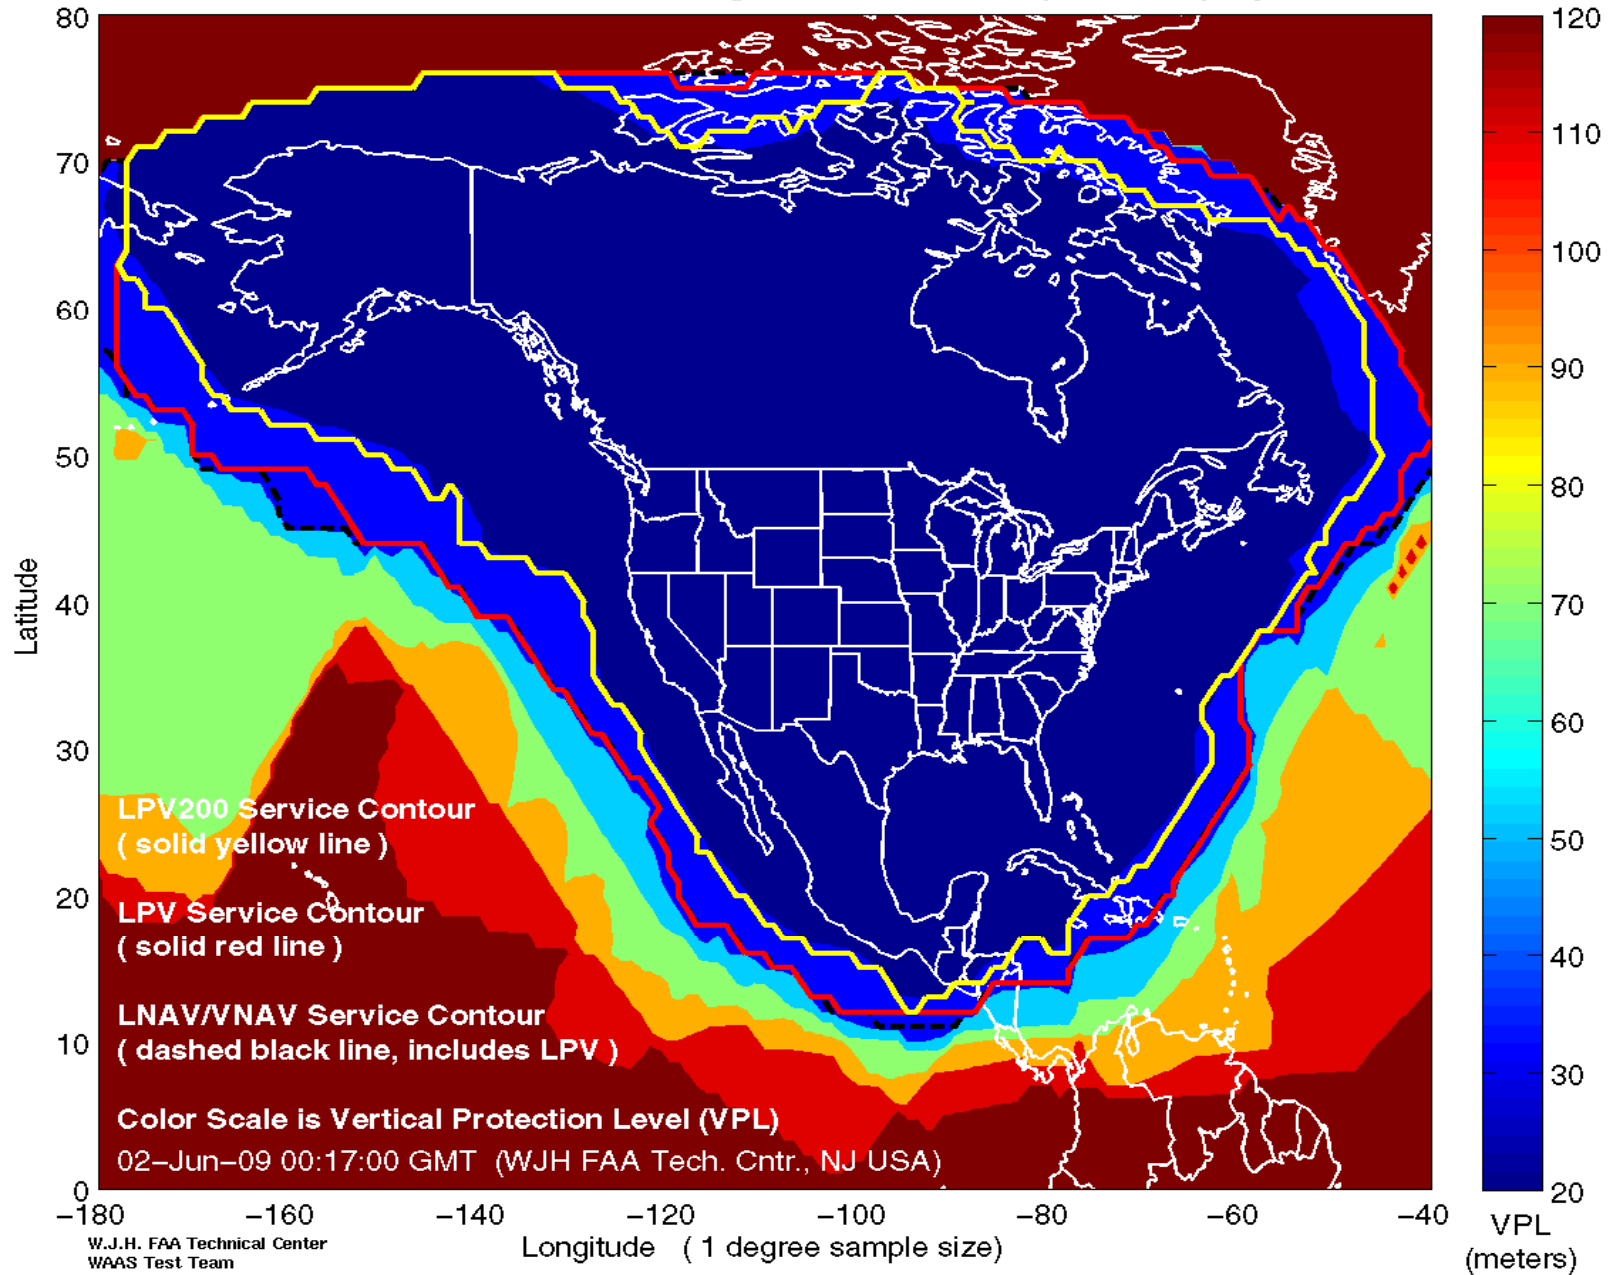 80
70
60
50
40
30
20
10
0
Latitude
LPV200 Service Contour
( solid yellow line )
LPV Service Contour
( solid red line )
LNAV/VNAV Service Contour
( dashed black line, includes LPV )
Color Scale is Vertical Protection Level (VPL)
02-Jun-09 00:17:00 GMT (WJH FAA Tech. Cntr., NJ USA)
-180 -160 -140 -120 -100 -80 -60 -40
Longitude ( 1 degree sample size)
W.J.H. FAA Technical Center
WAAS Test Team
120
110
100
90
80
70
60
50
40
30
20
VPL
(meters)